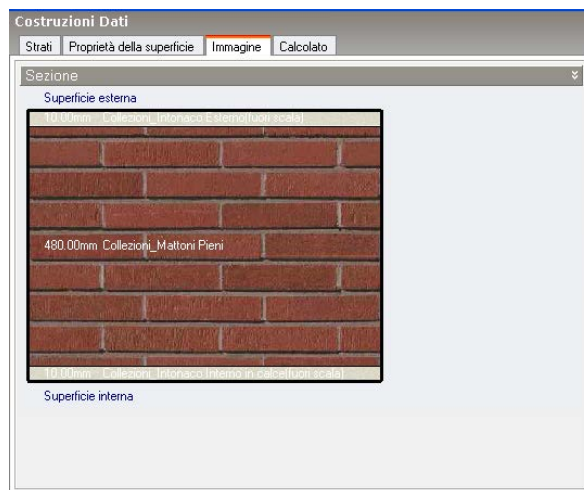 Costruzioni Dati
Strati Proprietà della superficie Immagine Calcolato
Sezione
Superficie esterna
10.00mm Collezioni_Intonaco Esterno(fuori scala)
480.00mm Collezioni_Mattoni Pieni
10.00mm Collezioni_Intonaco Interno in calce(fuori scala)
Superficie interna